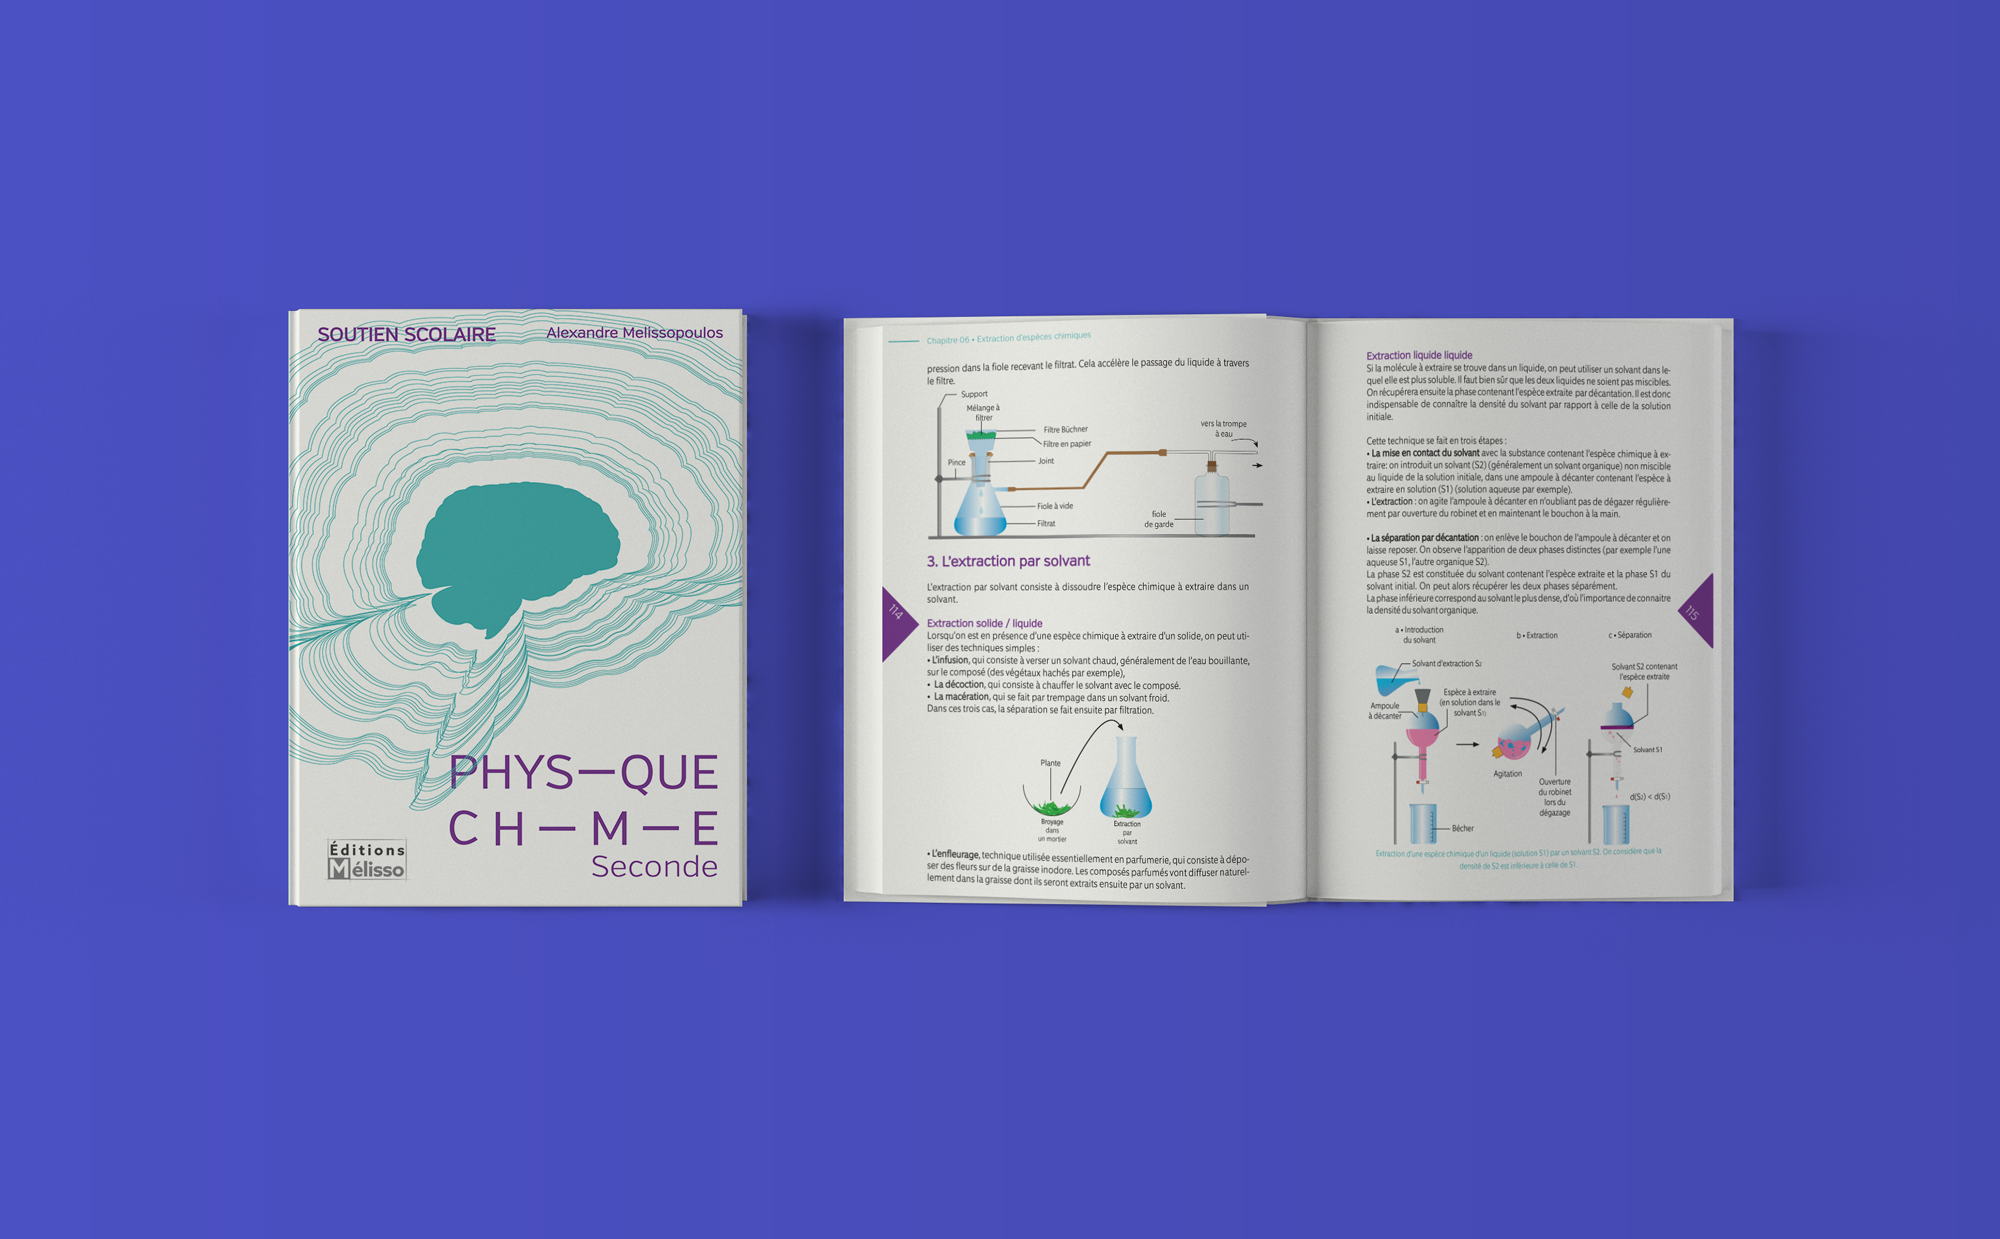 SOUTIEN SCOLAIRE
Alexandre Melissopoulos
PHYS—QUE
CH—M—E
Seconde
Éditions
Mélisso
Chapitre 06 • Extraction d'espèces chimiques
pression dans la fiole recevant le filtrat. Cela accélère le passage du liquide à travers
le filtre.
Support
Mélange à
filtrer
Filtre Büchner
Filtre en papier
Pince
Joint
Fiole à vide
Filtrat
vers la trompe
à eau
fiole
de garde
3. L'extraction par solvant
L'extraction par solvant consiste à dissoudre l'espèce chimique à extraire dans un
solvant.
114
Extraction solide / liquide
Lorsqu'on est en présence d'une espèce chimique à extraire d'un solide, on peut uti-
liser des techniques simples :
• L'infusion, qui consiste à verser un solvant chaud, généralement de l'eau bouillante,
sur le composé (des végétaux hachés par exemple),
• La décoction, qui consiste à chauffer le solvant avec le composé.
• La macération, qui se fait par trempage dans un solvant froid.
Dans ces trois cas, la séparation se fait ensuite par filtration.
Plante
Broyage
dans
un mortier
Extraction
par
solvant
• L'enfleurage, technique utilisée essentiellement en parfumerie, qui consiste à dépo-
ser des fleurs sur de la graisse inodore. Les composés parfumés vont diffuser naturel-
lement dans la graisse dont ils seront extraits ensuite par un solvant.
Extraction liquide liquide
Si la molécule à extraire se trouve dans un liquide, on peut utiliser un solvant dans le-
quel elle est plus soluble. Il faut bien sûr que les deux liquides ne soient pas miscibles.
On récupérera ensuite la phase contenant l'espèce extraite par décantation. Il est donc
indispensable de connaître la densité du solvant par rapport à celle de la solution
initiale.
Cette technique se fait en trois étapes :
• La mise en contact du solvant avec la substance contenant l'espèce chimique à ex-
traire: on introduit un solvant (S2) (généralement un solvant organique) non miscible
au liquide de la solution initiale, dans une ampoule à décanter contenant l'espèce à
extraire en solution (S1) (solution aqueuse par exemple).
• L'extraction : on agite l'ampoule à décanter en n'oubliant pas de dégazer régulière-
ment par ouverture du robinet et en maintenant le bouchon à la main.
• La séparation par décantation : on enlève le bouchon de l'ampoule à décanter et on
laisse reposer. On observe l'apparition de deux phases distinctes (par exemple l'une
aqueuse S1, l'autre organique S2).
La phase S2 est constituée du solvant contenant l'espèce extraite et la phase S1 du
solvant initial. On peut alors récupérer les deux phases séparément.
La phase inférieure correspond au solvant le plus dense, d'où l'importance de connaitre
la densité du solvant organique.
115
a • Introduction
du solvant
b • Extraction
c • Séparation
Solvant d'extraction S2
Ampoule
à décanter
Espèce à extraire
(en solution dans le
solvant S1)
Bécher
Agitation
Ouverture
du robinet
lors du
dégazage
Solvant S2 contenant
l'espèce extraite
Solvant S1
d(S2) < d(S1)
Extraction d'une espèce chimique d'un liquide (solution S1) par un solvant S2. On considère que la
densité de S2 est inférieure à celle de S1.